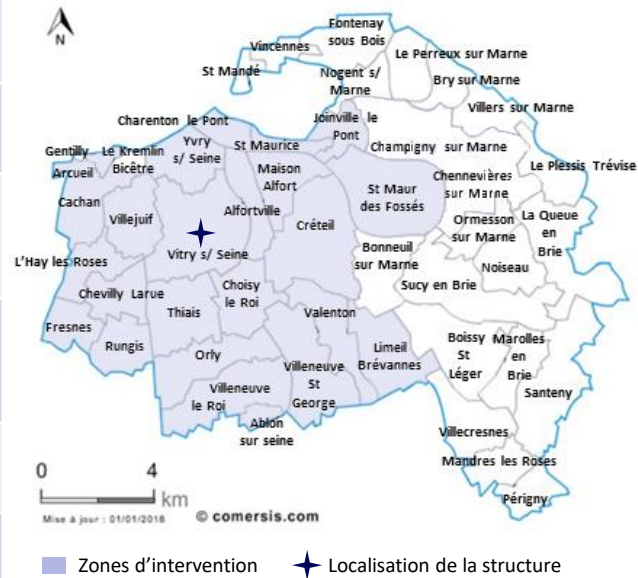 N
Fontenay
sous Bois
Vincennes
Le Perreux sur Marne
St Mandé
Nogent s/
Marne
Bry sur Marne
Villers sur Marne
Charenton le Pont
Joinville le
Pont
Gentilly
Le Kremlin
Bicêtre
Yvry
s/ Seine
St Maurice
Champigny sur Marne
Arcueil
Maison
Alfort
Le Plessis Trévise
Chennevières
sur Marne
Cachan
St Maur
des Fossés
Villejuif
Alfortville
Créteil
Ormesson
sur Marne
La Queue
en
Brie
Vitry s/ Seine
Bonneuil
sur Marne
L'Hay les Roses
Noiseau
Sucy en Brie
Chevilly Larue
Choisy
le Roi
Thiais
Valenton
Fresnes
Rungis
Limeil
Brévannes
Boissy
St
Léger
Marolles
en
Brie
Orly
Villeneuve
St
George
Villeneuve
le Roi
Santeny
Ablon
sur seine
Villecresnes
Mandres les Roses
Périgny
0 4
km
Mise à jour : 01/01/2018 © comersis.com
Zones d'intervention Localisation de la structure